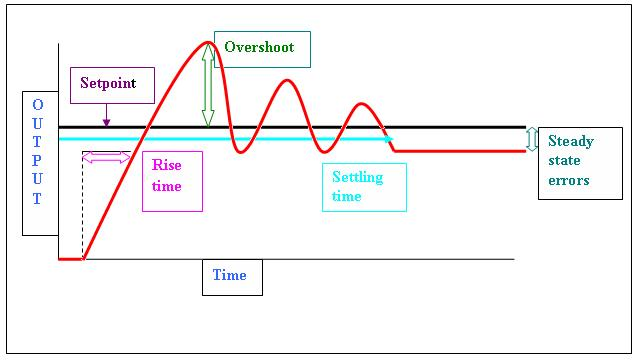 Overshoot
Setpoint
O
U
T
P
U
T
Rise
time
Settling
time
Steady
state
errors
Time